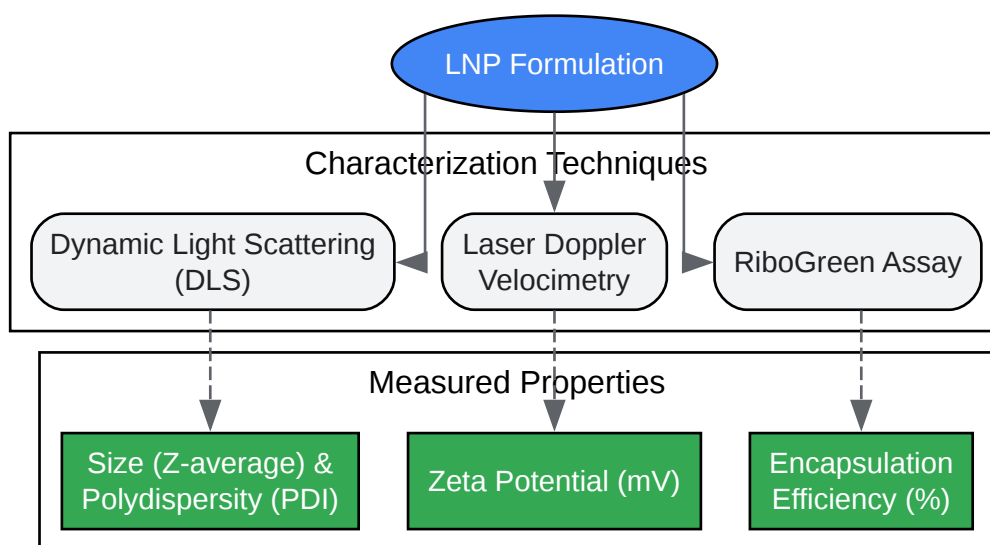 LNP Formulation
Characterization Techniques
Dynamic Light Scattering
(DLS)
Laser Doppler
Velocimetry
RiboGreen Assay
Measured Properties
Size (Z-average) &
Polydispersity (PDI)
Zeta Potential (mV)
Encapsulation
Efficiency (%)